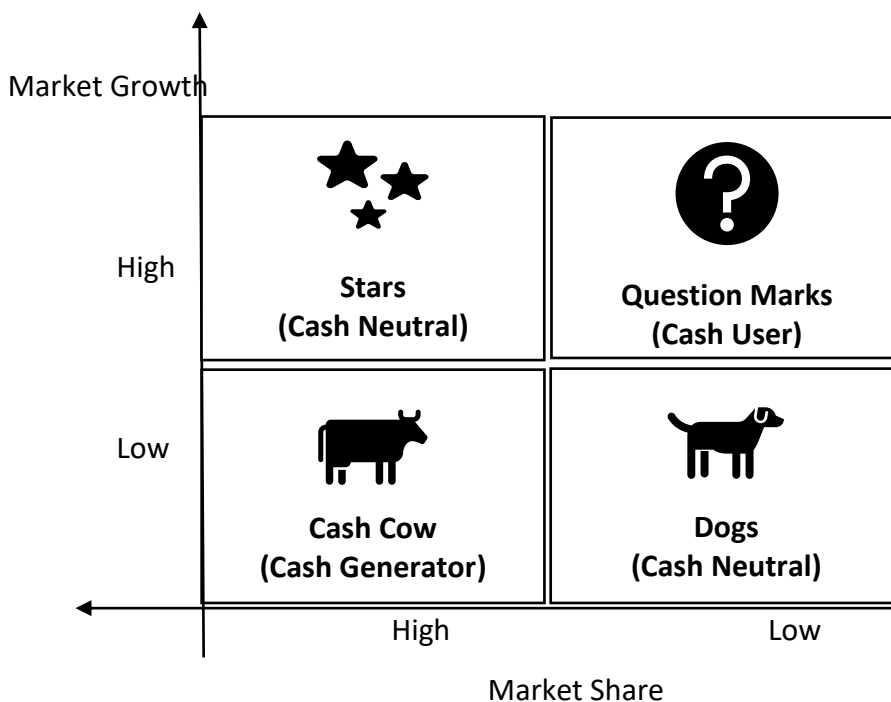 Market Growth
High
Stars
(Cash Neutral)
Question Marks
(Cash User)
Low
Cash Cow
(Cash Generator)
Dogs
(Cash Neutral)
High
Low
Market Share